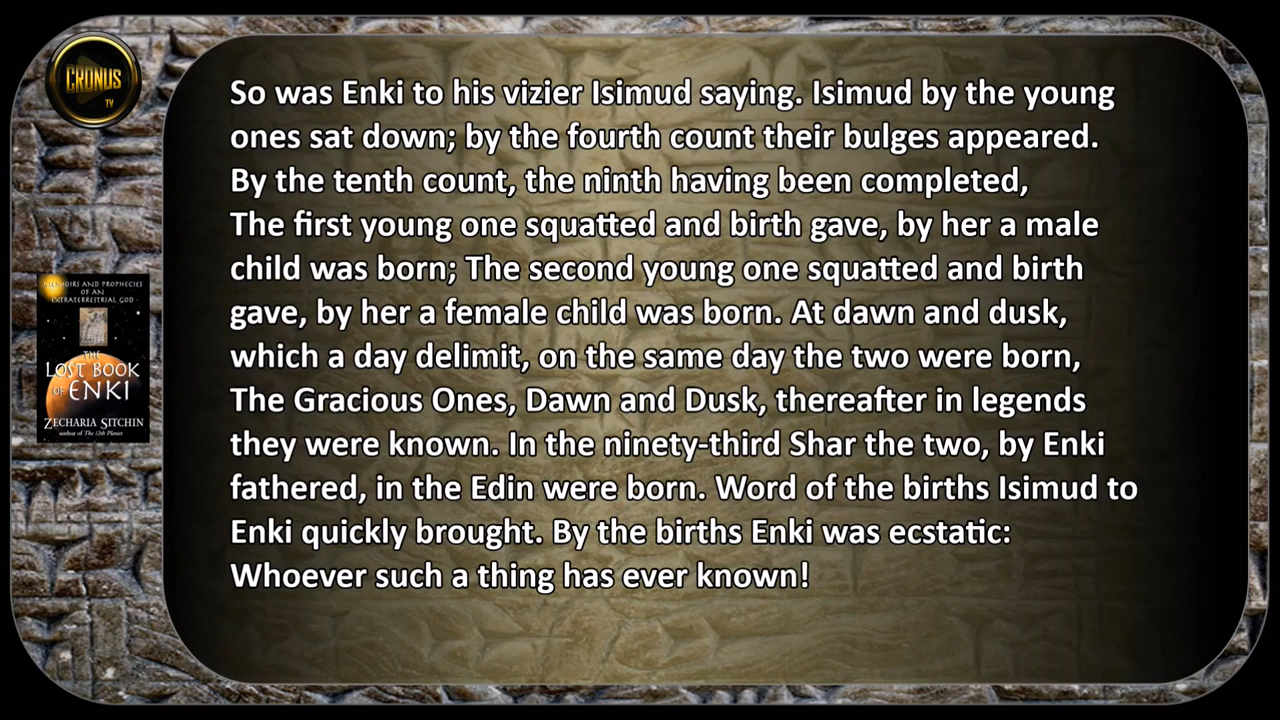 CRONUS
TV
So was Enki to his vizier Isimud saying. Isimud by the young
ones sat down; by the fourth count their bulges appeared.
By the tenth count, the ninth having been completed,
The first young one squatted and birth gave, by her a male
child was born; The second young one squatted and birth
gave, by her a female child was born. At dawn and dusk,
which a day delimit, on the same day the two were born,
The Gracious Ones, Dawn and Dusk, thereafter in legends
they were known. In the ninety-third Shar the two, by Enki
fathered, in the Edin were born. Word of the births Isimud to
Enki quickly brought. By the births Enki was ecstatic:
Whoever such a thing has ever known!
MEMOIRS AND PROPHECIES
OF AN
EXTRATERRESTRIAL GOD
THE
LOST BOOK
OF ENKI
ZECHARIA SITCHIN
author of The 12th Planet